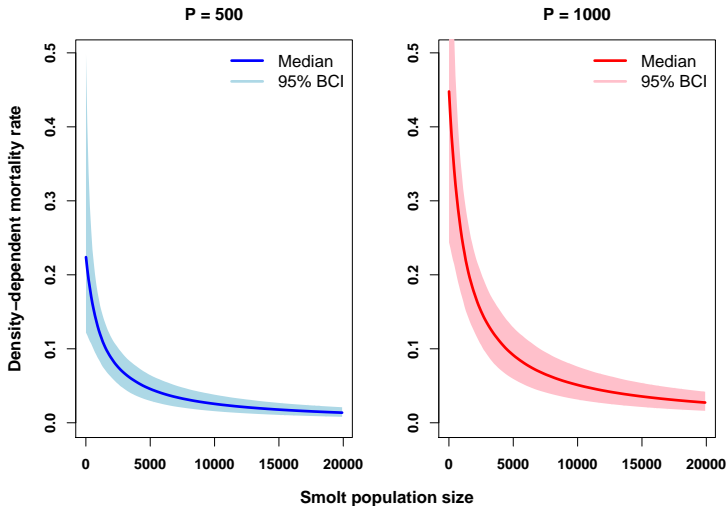 P = 500
P = 1000
Density−dependent mortality rate
0.5
0.4
0.3
0.2
0.1
0.0
Median
95% BCI
0 5000 10000 15000 20000
0.5
0.4
0.3
0.2
0.1
0.0
Median
95% BCI
0 5000 10000 15000 20000
Smolt population size